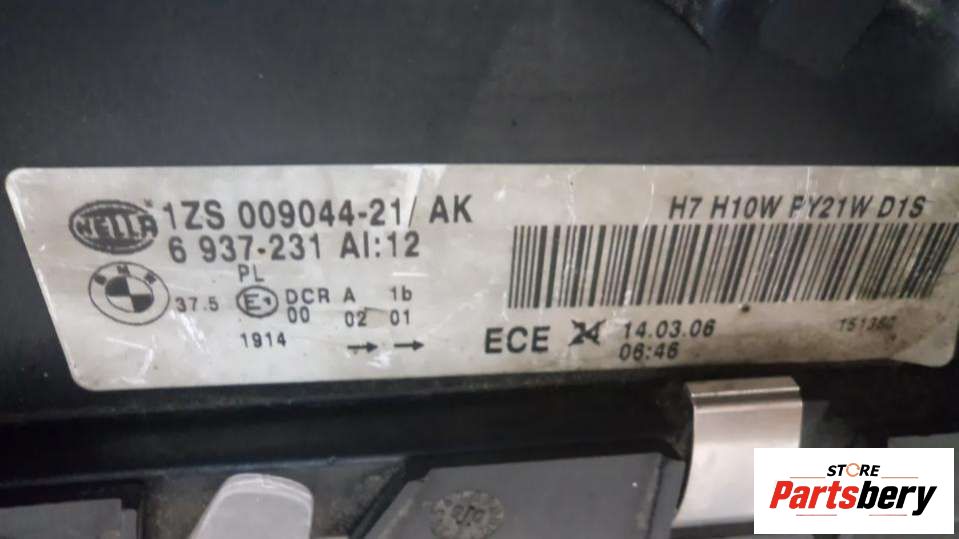 HELLA
1ZS 009044-21/ AK
6 937-231 AI:12
H7 H10W PY21W D1S
BMW
37.5
PL
E1
DCR A 1b
00 02 01
1914
ECE 24 14.03.06
06:46
STORE
Partsbery